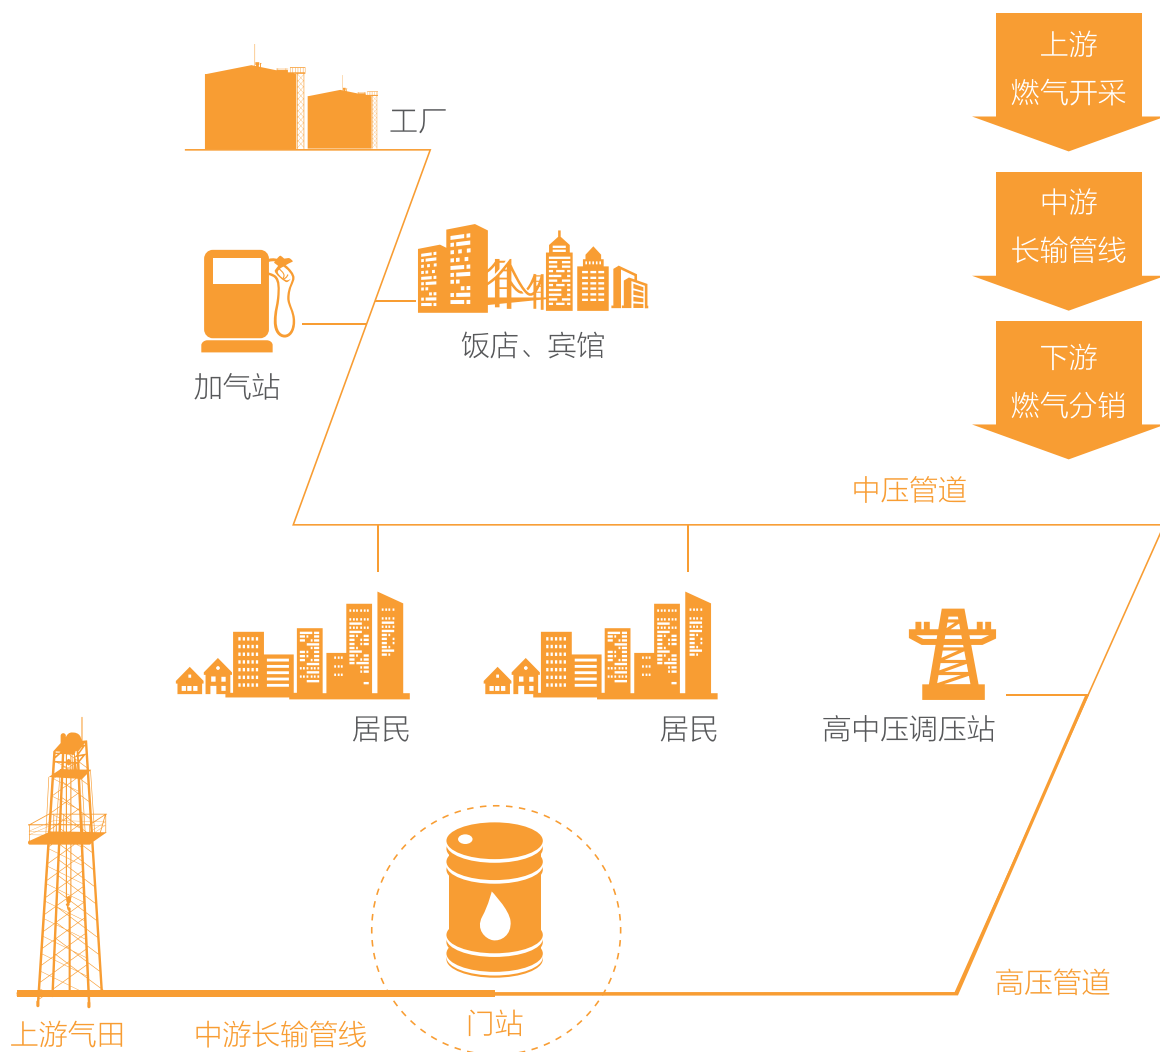 上游
燃气开采
工厂
中游
长输管线
饭店、宾馆
下游
燃气分销
加气站
中压管道
居民
居民
高中压调压站
高压管道
门站
上游气田
中游长输管线